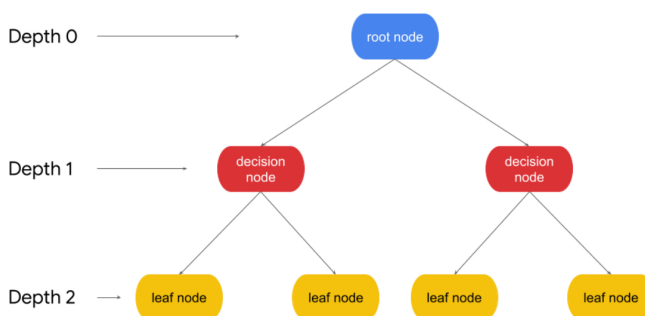 Depth 0
root node
Depth 1
decision
node
decision
node
Depth 2
leaf node
leaf node
leaf node
leaf node